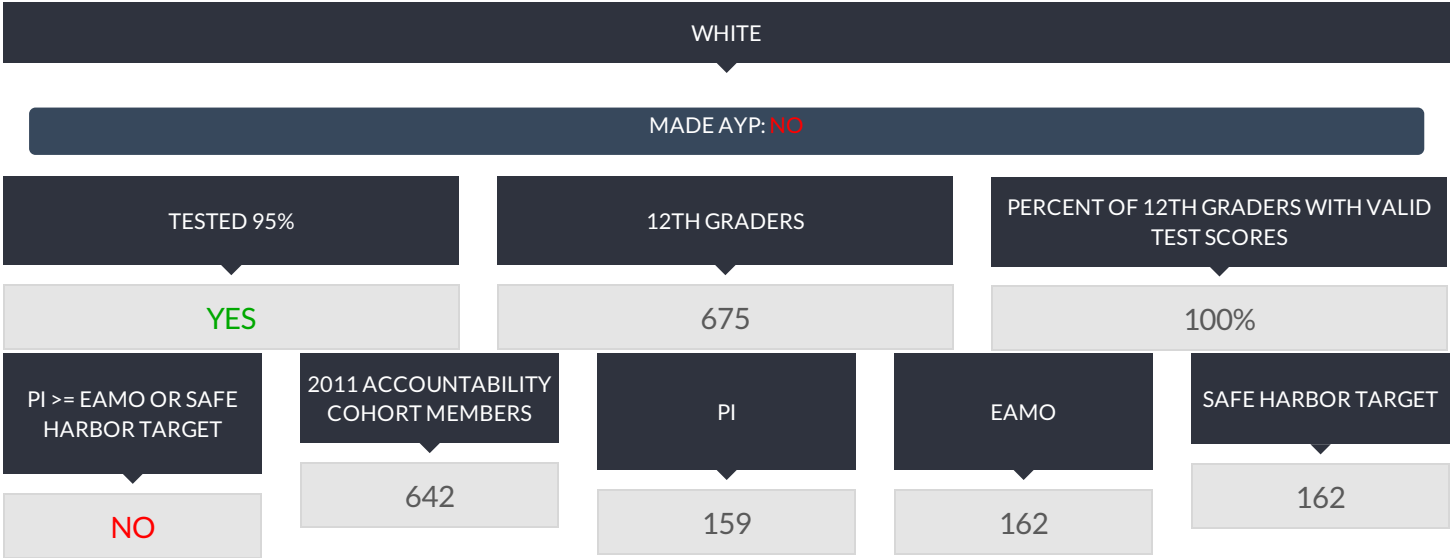 WHITE
MADE AYP: NO
TESTED 95%
12TH GRADERS
PERCENT OF 12TH GRADERS WITH VALID
TEST SCORES
YES
675
100%
PI >= EAMO OR SAFE
HARBOR TARGET
2011 ACCOUNTABILITY
COHORT MEMBERS
PI
EAMO
SAFE HARBOR TARGET
NO
642
159
162
162